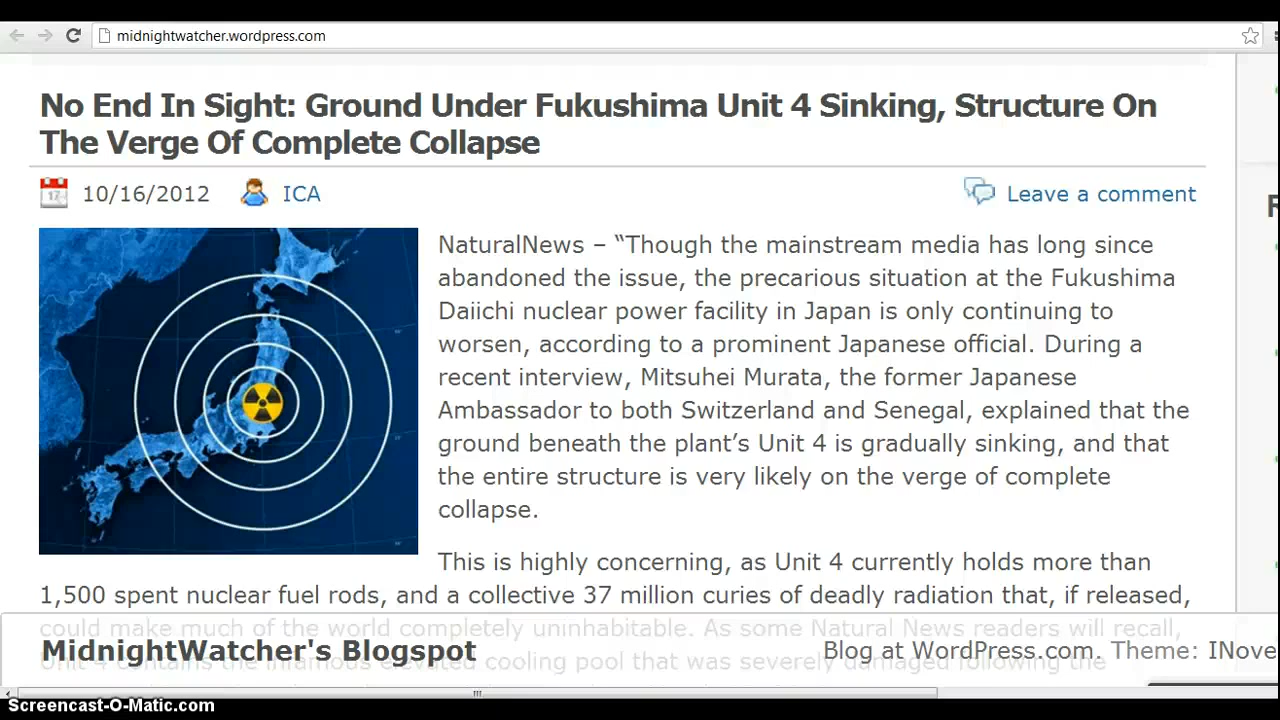 midnightwatcher.wordpress.com
No End In Sight: Ground Under Fukushima Unit 4 Sinking, Structure On
The Verge Of Complete Collapse
17
10/16/2012 ICA Leave a comment
NaturalNews – “Though the mainstream media has long since
abandoned the issue, the precarious situation at the Fukushima
Daiichi nuclear power facility in Japan is only continuing to
worsen, according to a prominent Japanese official. During a
recent interview, Mitsuhei Murata, the former Japanese
Ambassador to both Switzerland and Senegal, explained that the
ground beneath the plant’s Unit 4 is gradually sinking, and that
the entire structure is very likely on the verge of complete
collapse.
This is highly concerning, as Unit 4 currently holds more than
1,500 spent nuclear fuel rods, and a collective 37 million curies of deadly radiation that, if released,
could make much of the world completely uninhabitable. As some Natural News readers will recall,
MidnightWatcher's Blogspot Blog at WordPress.com. Theme: INove
Unit 4 contains the infamous elevated cooling pool that was severely damaged following the
Screencast-O-Matic.com